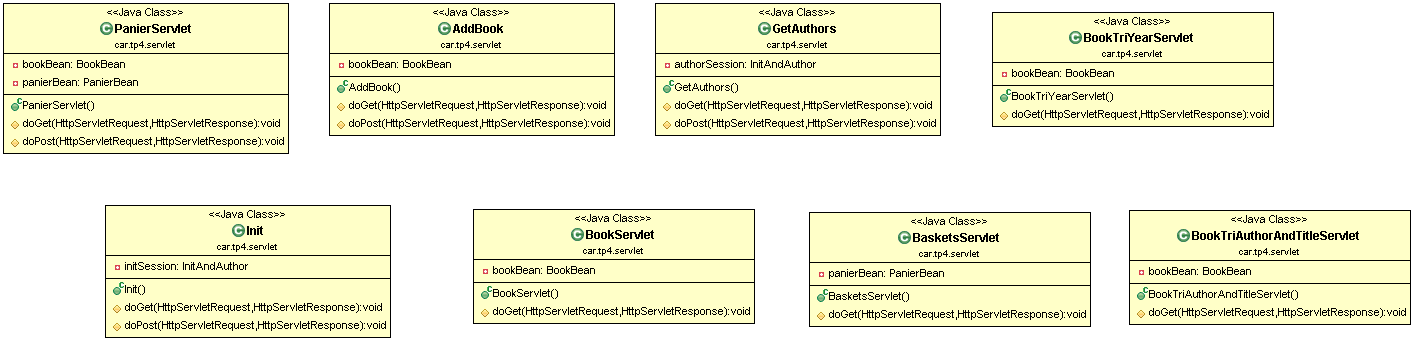 <<Java Class>>
PanierServlet
car.tp4.servlet
bookBean: BookBean
panierBean: PanierBean
PanierServlet()
doGet(HttpServletRequest,HttpServletResponse):void
doPost(HttpServletRequest,HttpServletResponse):void
<<Java Class>>
AddBook
car.tp4.servlet
bookBean: BookBean
AddBook()
doGet(HttpServletRequest,HttpServletResponse):void
doPost(HttpServletRequest,HttpServletResponse):void
<<Java Class>>
GetAuthors
car.tp4.servlet
authorSession: InitAndAuthor
GetAuthors()
doGet(HttpServletRequest,HttpServletResponse):void
doPost(HttpServletRequest,HttpServletResponse):void
<<Java Class>>
BookTriYearServlet
car.tp4.servlet
bookBean: BookBean
BookTriYearServlet()
doGet(HttpServletRequest,HttpServletResponse):void
<<Java Class>>
Init
car.tp4.servlet
initSession: InitAndAuthor
Init()
doGet(HttpServletRequest,HttpServletResponse):void
doPost(HttpServletRequest,HttpServletResponse):void
<<Java Class>>
BookServlet
car.tp4.servlet
bookBean: BookBean
BookServlet()
doGet(HttpServletRequest,HttpServletResponse):void
<<Java Class>>
BasketsServlet
car.tp4.servlet
panierBean: PanierBean
BasketsServlet()
doGet(HttpServletRequest,HttpServletResponse):void
<<Java Class>>
BookTriAuthorAndTitleServlet
car.tp4.servlet
bookBean: BookBean
BookTriAuthorAndTitleServlet()
doGet(HttpServletRequest,HttpServletResponse):void